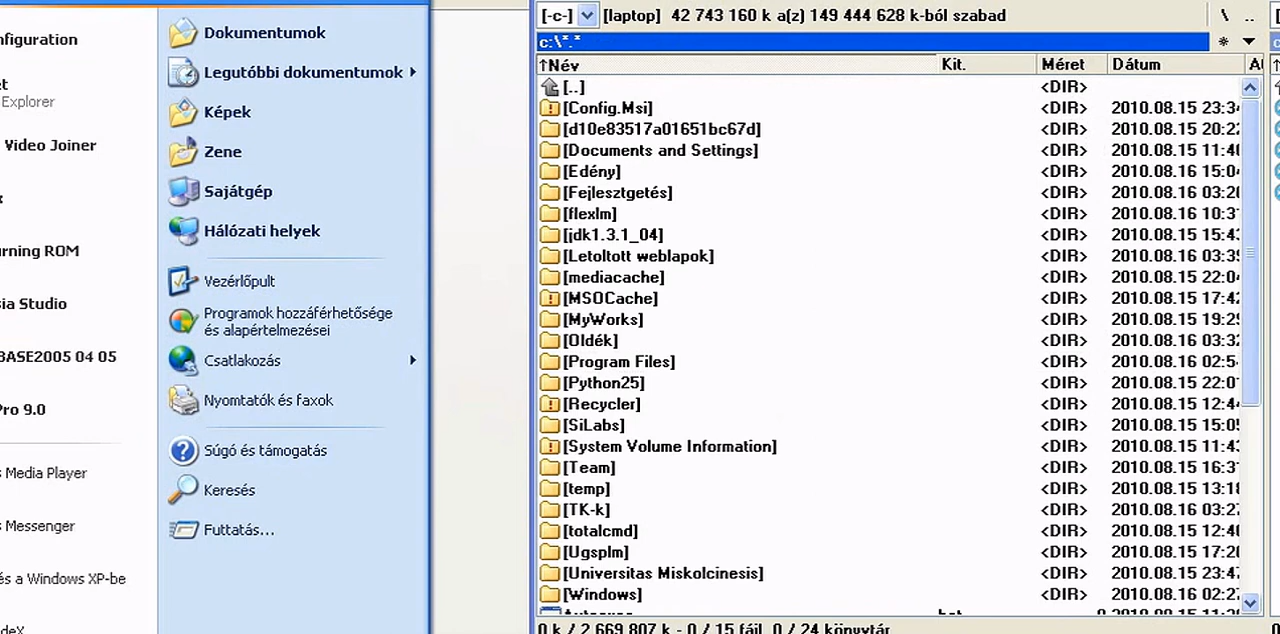 nfiguration
et
Explorer
Video Joiner
urning ROM
sia Studio
BASE2005 04 05
Pro 9.0
s Media Player
s Messenger
és a Windows XP-be
deX
Dokumentumok
Legutóbbi dokumentumok
Képek
Zene
Sajátgép
Hálózati helyek
Vezérlőpult
Programok hozzáférhetősége
és alapértelmezései
Csatlakozás
Nyomtatók és faxok
Súgó és támogatás
Keresés
Futtatás...
[-c-] [laptop] 42 743 160 k a(z) 149 444 628 k-ból szabad \ ..
c:\*.* *
↑Név Kit. Méret Dátum
[..] <DIR>
[Config.Msi] <DIR> 2010.08.15 23:3
[d10e83517a01651bc67d] <DIR> 2010.08.15 20:2
[Documents and Settings] <DIR> 2010.08.15 11:4
[Edény] <DIR> 2010.08.16 15:0
[Fejlesztgetés] <DIR> 2010.08.16 03:2
[flexlm] <DIR> 2010.08.16 10:3
[jdk1.3.1_04] <DIR> 2010.08.15 15:4
[Letoltott weblapok] <DIR> 2010.08.16 03:3
[mediacache] <DIR> 2010.08.15 22:0
[MSOCache] <DIR> 2010.08.15 17:4
[MyWorks] <DIR> 2010.08.15 19:2
[Oldék] <DIR> 2010.08.16 03:3
[Program Files] <DIR> 2010.08.16 02:5
[Python25] <DIR> 2010.08.15 22:0
[Recycler] <DIR> 2010.08.15 12:4
[SiLabs] <DIR> 2010.08.15 15:0
[System Volume Information] <DIR> 2010.08.15 11:4
[Team] <DIR> 2010.08.15 16:3
[temp] <DIR> 2010.08.15 13:1
[TK-k] <DIR> 2010.08.16 03:2
[totalcmd] <DIR> 2010.08.15 12:4
[Ugsplm] <DIR> 2010.08.15 17:2
[Universitas Miskolcinesis] <DIR> 2010.08.15 23:4
[Windows] <DIR> 2010.08.16 02:2
0 k / 2 669 807 k - 0 / 15 fájl, 0 / 24 könyvtár